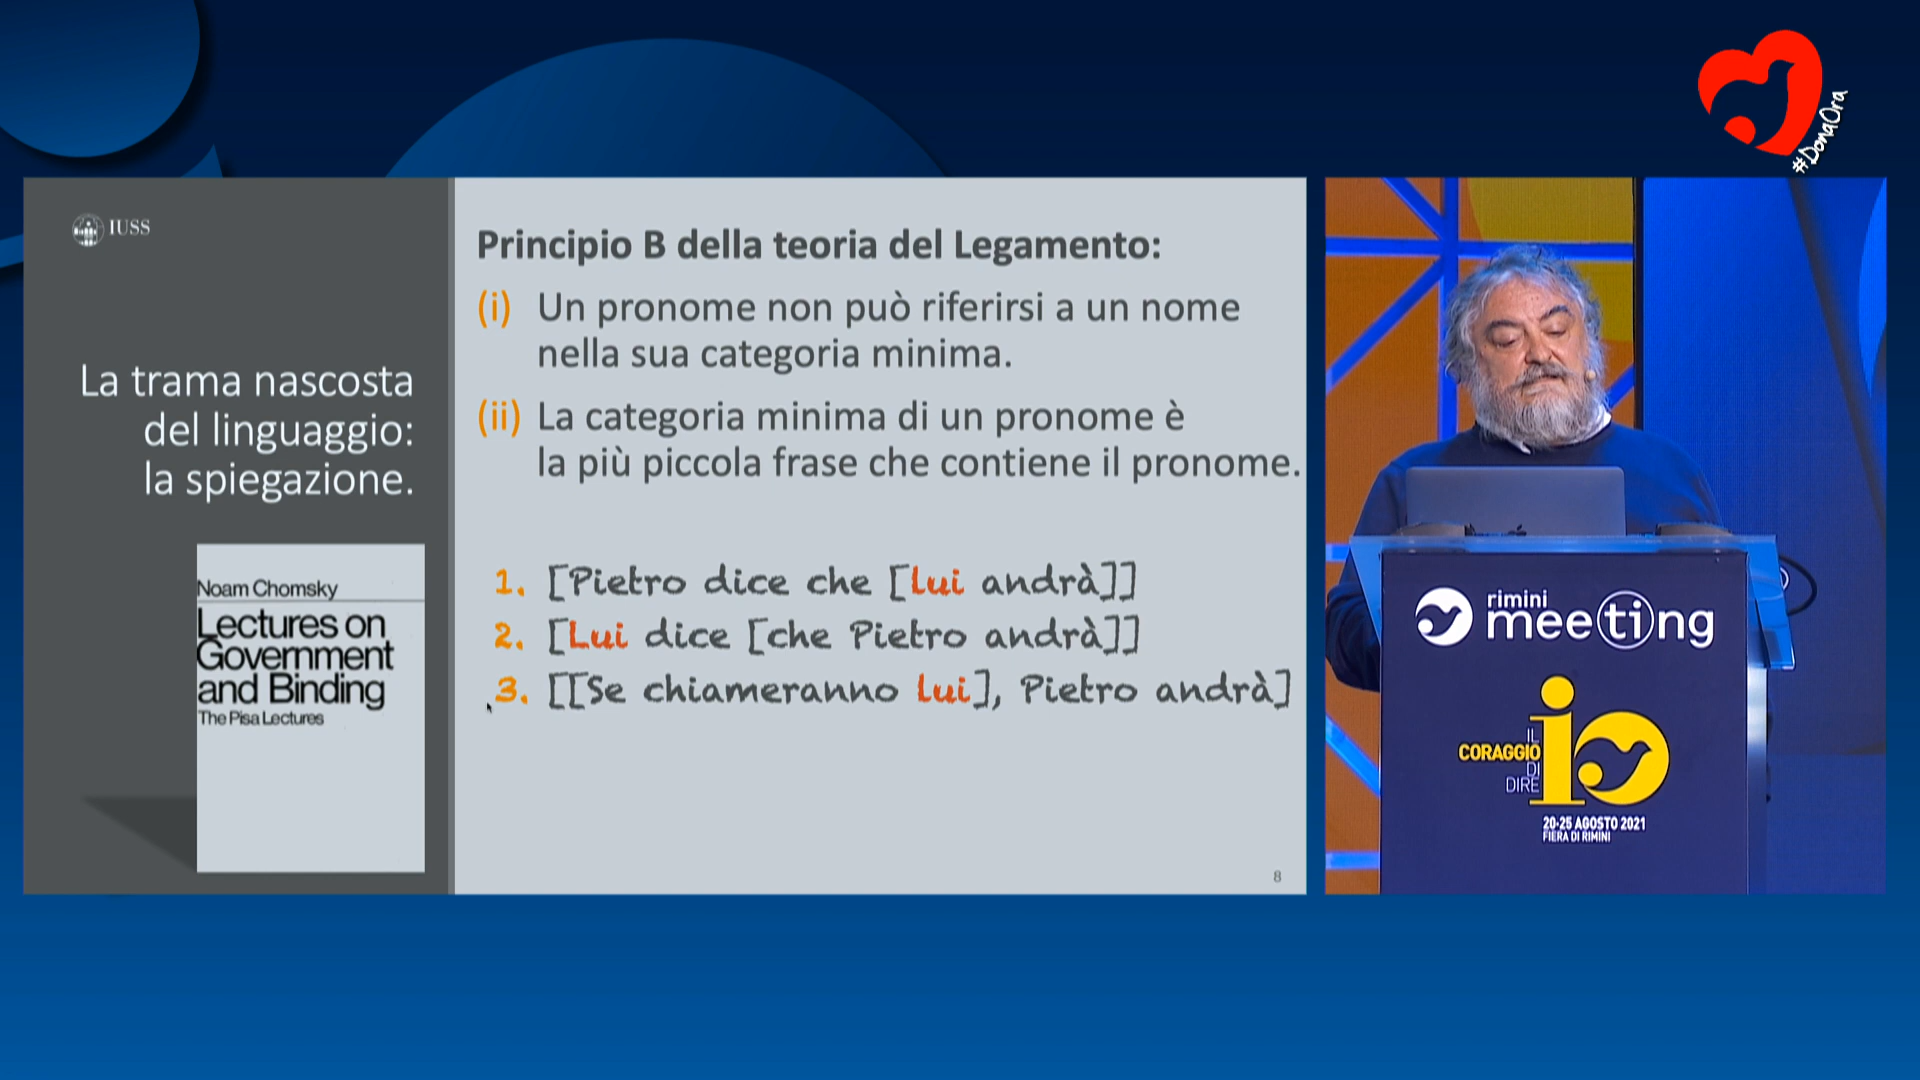 #DonaOra
IUSS
La trama nascosta
del linguaggio:
la spiegazione.
Noam Chomsky
Lectures on
Government
and Binding
The Pisa Lectures
Principio B della teoria del Legamento:
(i) Un pronome non può riferirsi a un nome
nella sua categoria minima.
(ii) La categoria minima di un pronome è
la più piccola frase che contiene il pronome.
1. [Pietro dice che [lui andrà]]
2. [Lui dice [che Pietro andrà]]
3. [[Se chiameranno lui], Pietro andrà]
8
rimini
meeting
IL
CORAGGIO
DI
DIRE
io
20-25 AGOSTO 2021
FIERA DI RIMINI